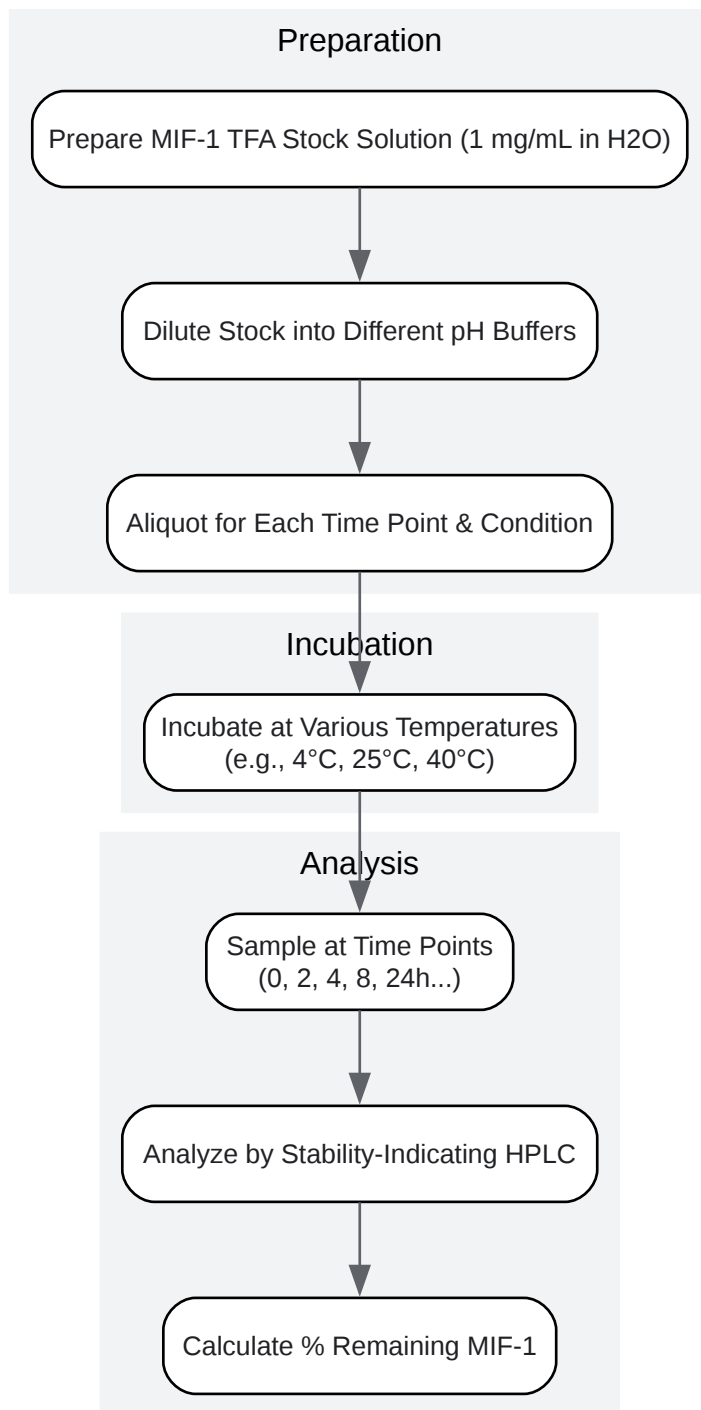 Preparation
Prepare MIF-1 TFA Stock Solution (1 mg/mL in H2O)
Dilute Stock into Different pH Buffers
Aliquot for Each Time Point & Condition
Incubation
Incubate at Various Temperatures
(e.g., 4°C, 25°C, 40°C)
Analysis
Sample at Time Points
(0, 2, 4, 8, 24h...)
Analyze by Stability-Indicating HPLC
Calculate % Remaining MIF-1